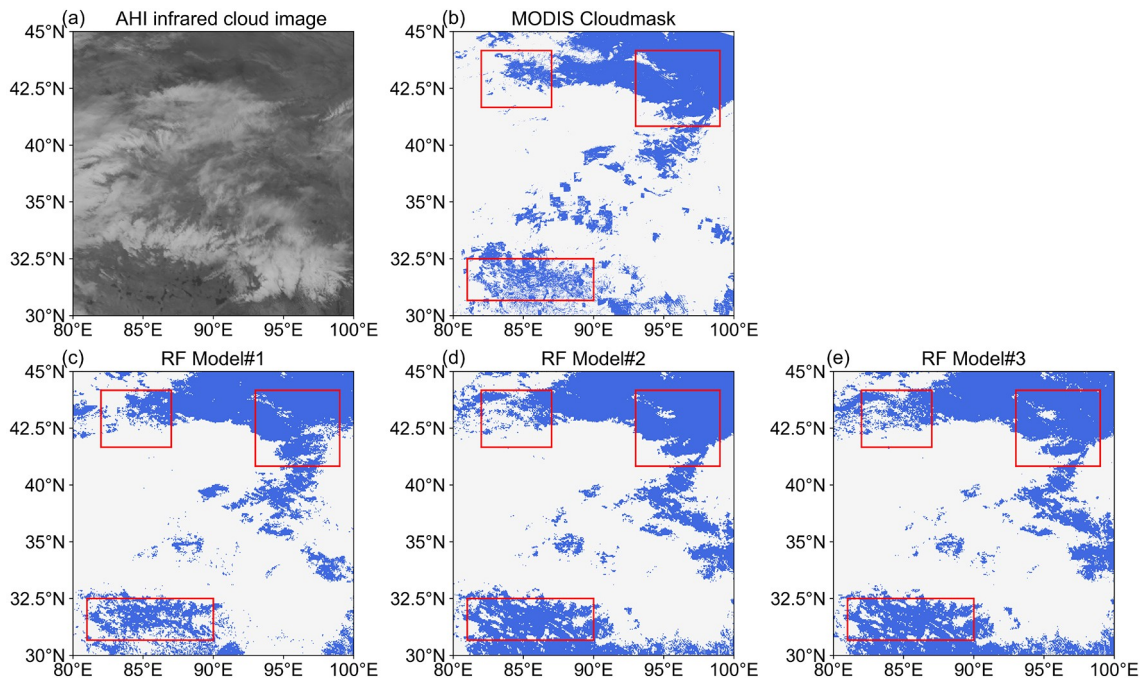 (a) AHI infrared cloud image
45°N
42.5°N
40°N
35°N
32.5°N
30°N
80°E 85°E 90°E 95°E 100°E
(b) MODIS Cloudmask
45°N
42.5°N
40°N
35°N
32.5°N
30°N
80°E 85°E 90°E 95°E 100°E
(c) RF Model#1
45°N
42.5°N
40°N
35°N
32.5°N
30°N
80°E 85°E 90°E 95°E 100°E
(d) RF Model#2
45°N
42.5°N
40°N
35°N
32.5°N
30°N
80°E 85°E 90°E 95°E 100°E
(e) RF Model#3
45°N
42.5°N
40°N
35°N
32.5°N
30°N
80°E 85°E 90°E 95°E 100°E